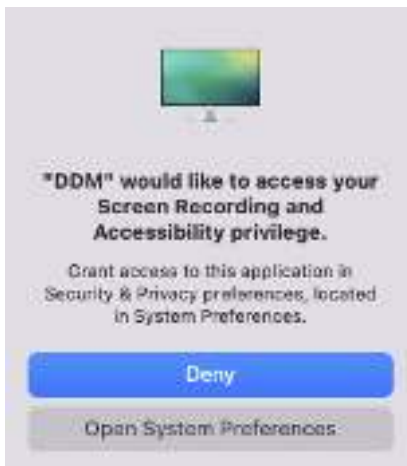 "DDM" would like to access your
Screen Recording and
Accessibility privilege.
Grant access to this application in
Security & Privacy preferences, located
in System Preferences.
Deny
Open System Preferences